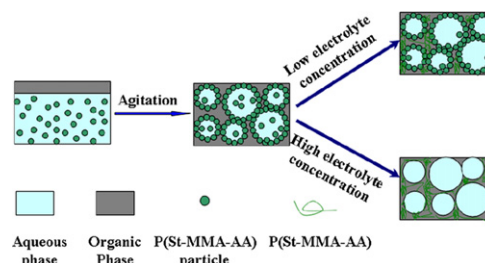 Low electrolyte
concentration
Agitation
High electrolyte
concentration
Aqueous
phase
Organic
Phase
P(St-MMA-AA)
particle
P(St-MMA-AA)